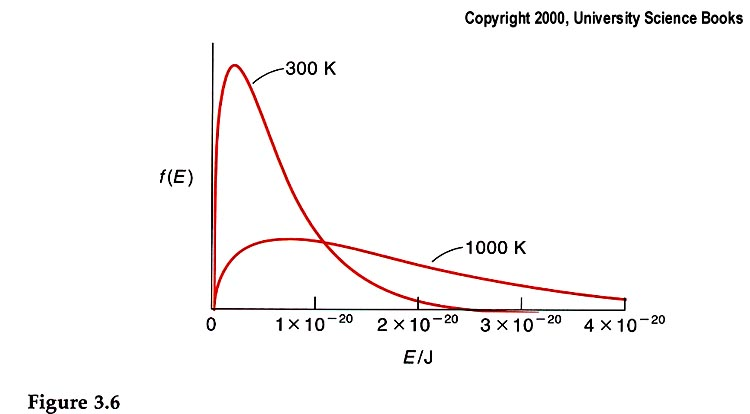 Copyright 2000, University Science Books
300 K
f(E)
1000 K
0 1×10⁻²⁰ 2×10⁻²⁰ 3×10⁻²⁰ 4×10⁻²⁰
E/J
Figure 3.6